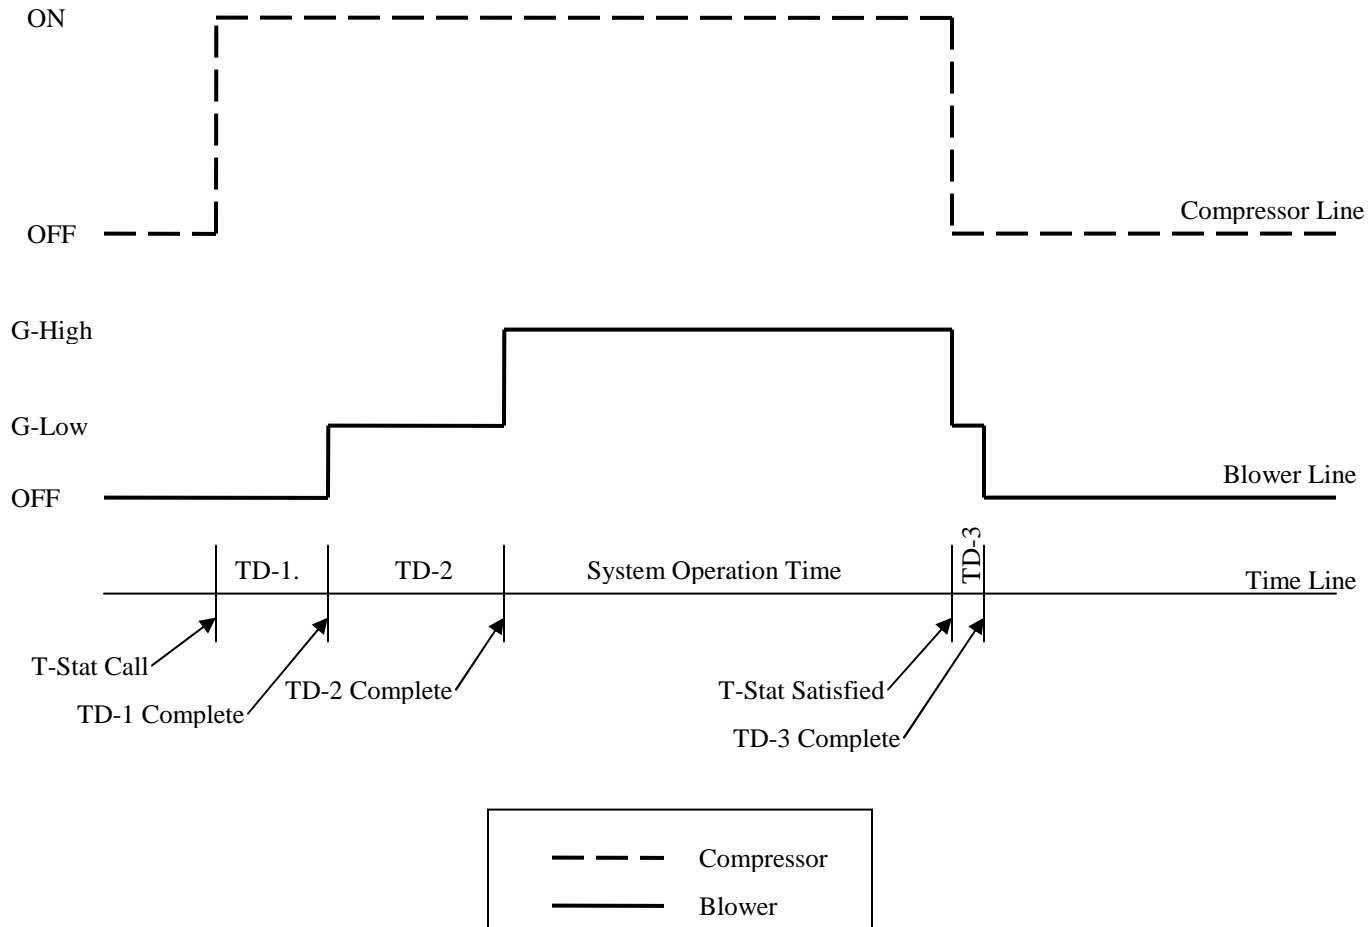 ON
Compressor Line
OFF
G-High
G-Low
Blower Line
OFF
TD-1.
TD-2
System Operation Time
TD-3
Time Line
T-Stat Call
TD-1 Complete
TD-2 Complete
T-Stat Satisfied
TD-3 Complete
Compressor
Blower